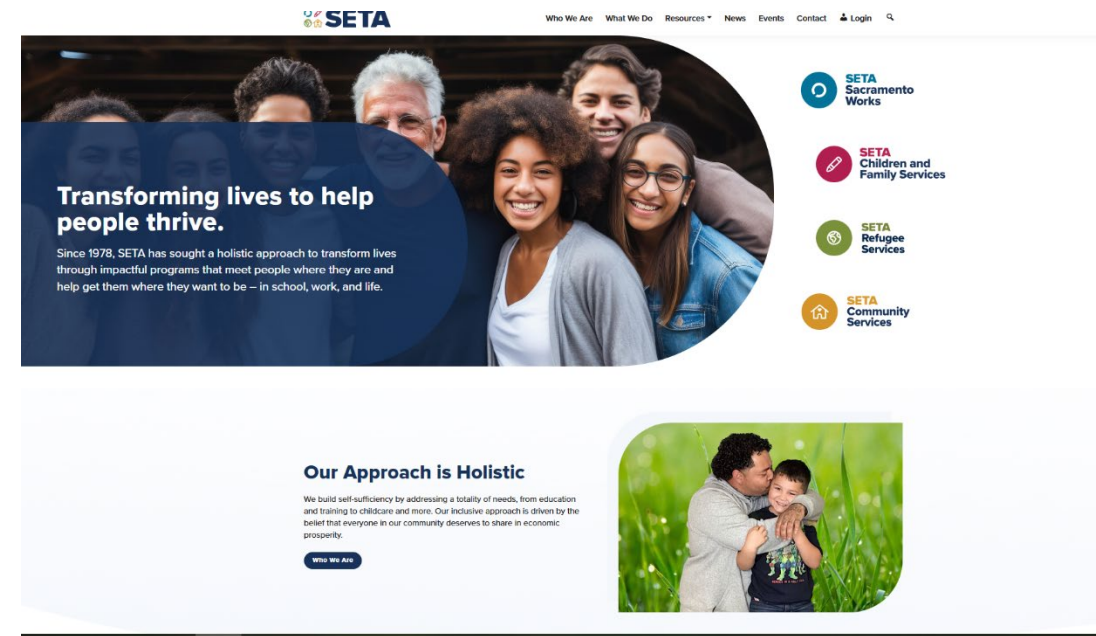 SETA
Who We Are What We Do Resources News Events Contact Login
SETA
Sacramento
Works
SETA
Children and
Family Services
SETA
Refugee
Services
SETA
Community
Services
Transforming lives to help
people thrive.
Since 1978, SETA has sought a holistic approach to transform lives
through impactful programs that meet people where they are and
help get them where they want to be – in school, work, and life.
Our Approach is Holistic
We build self-sufficiency by addressing a totality of needs, from education
and training to childcare and more. Our inclusive approach is driven by the
belief that everyone in our community deserves to share in economic
prosperity.
Who We Are